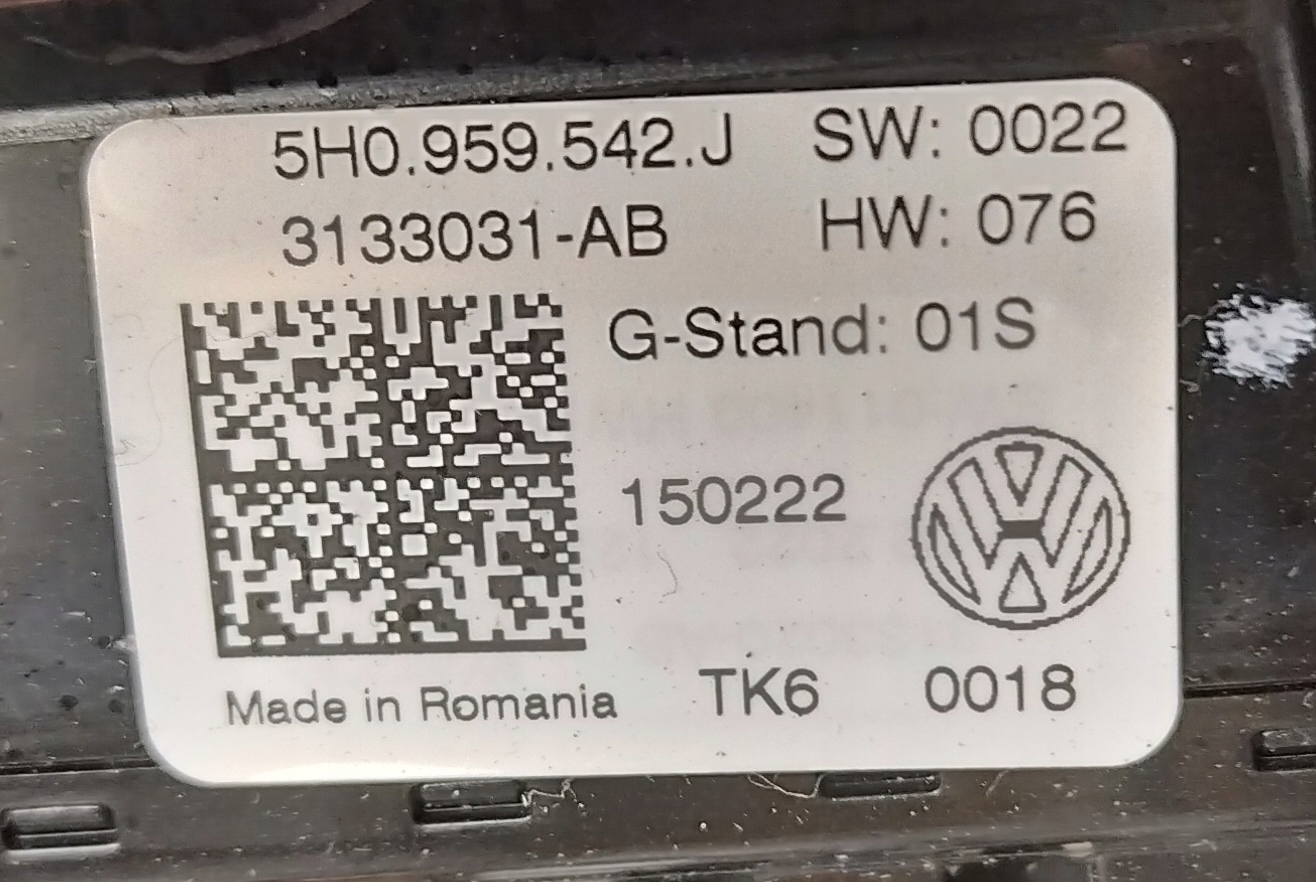 5H0.959.542.J SW: 0022
3133031-AB HW: 076
G-Stand: 01S
150222
Made in Romania TK6 0018